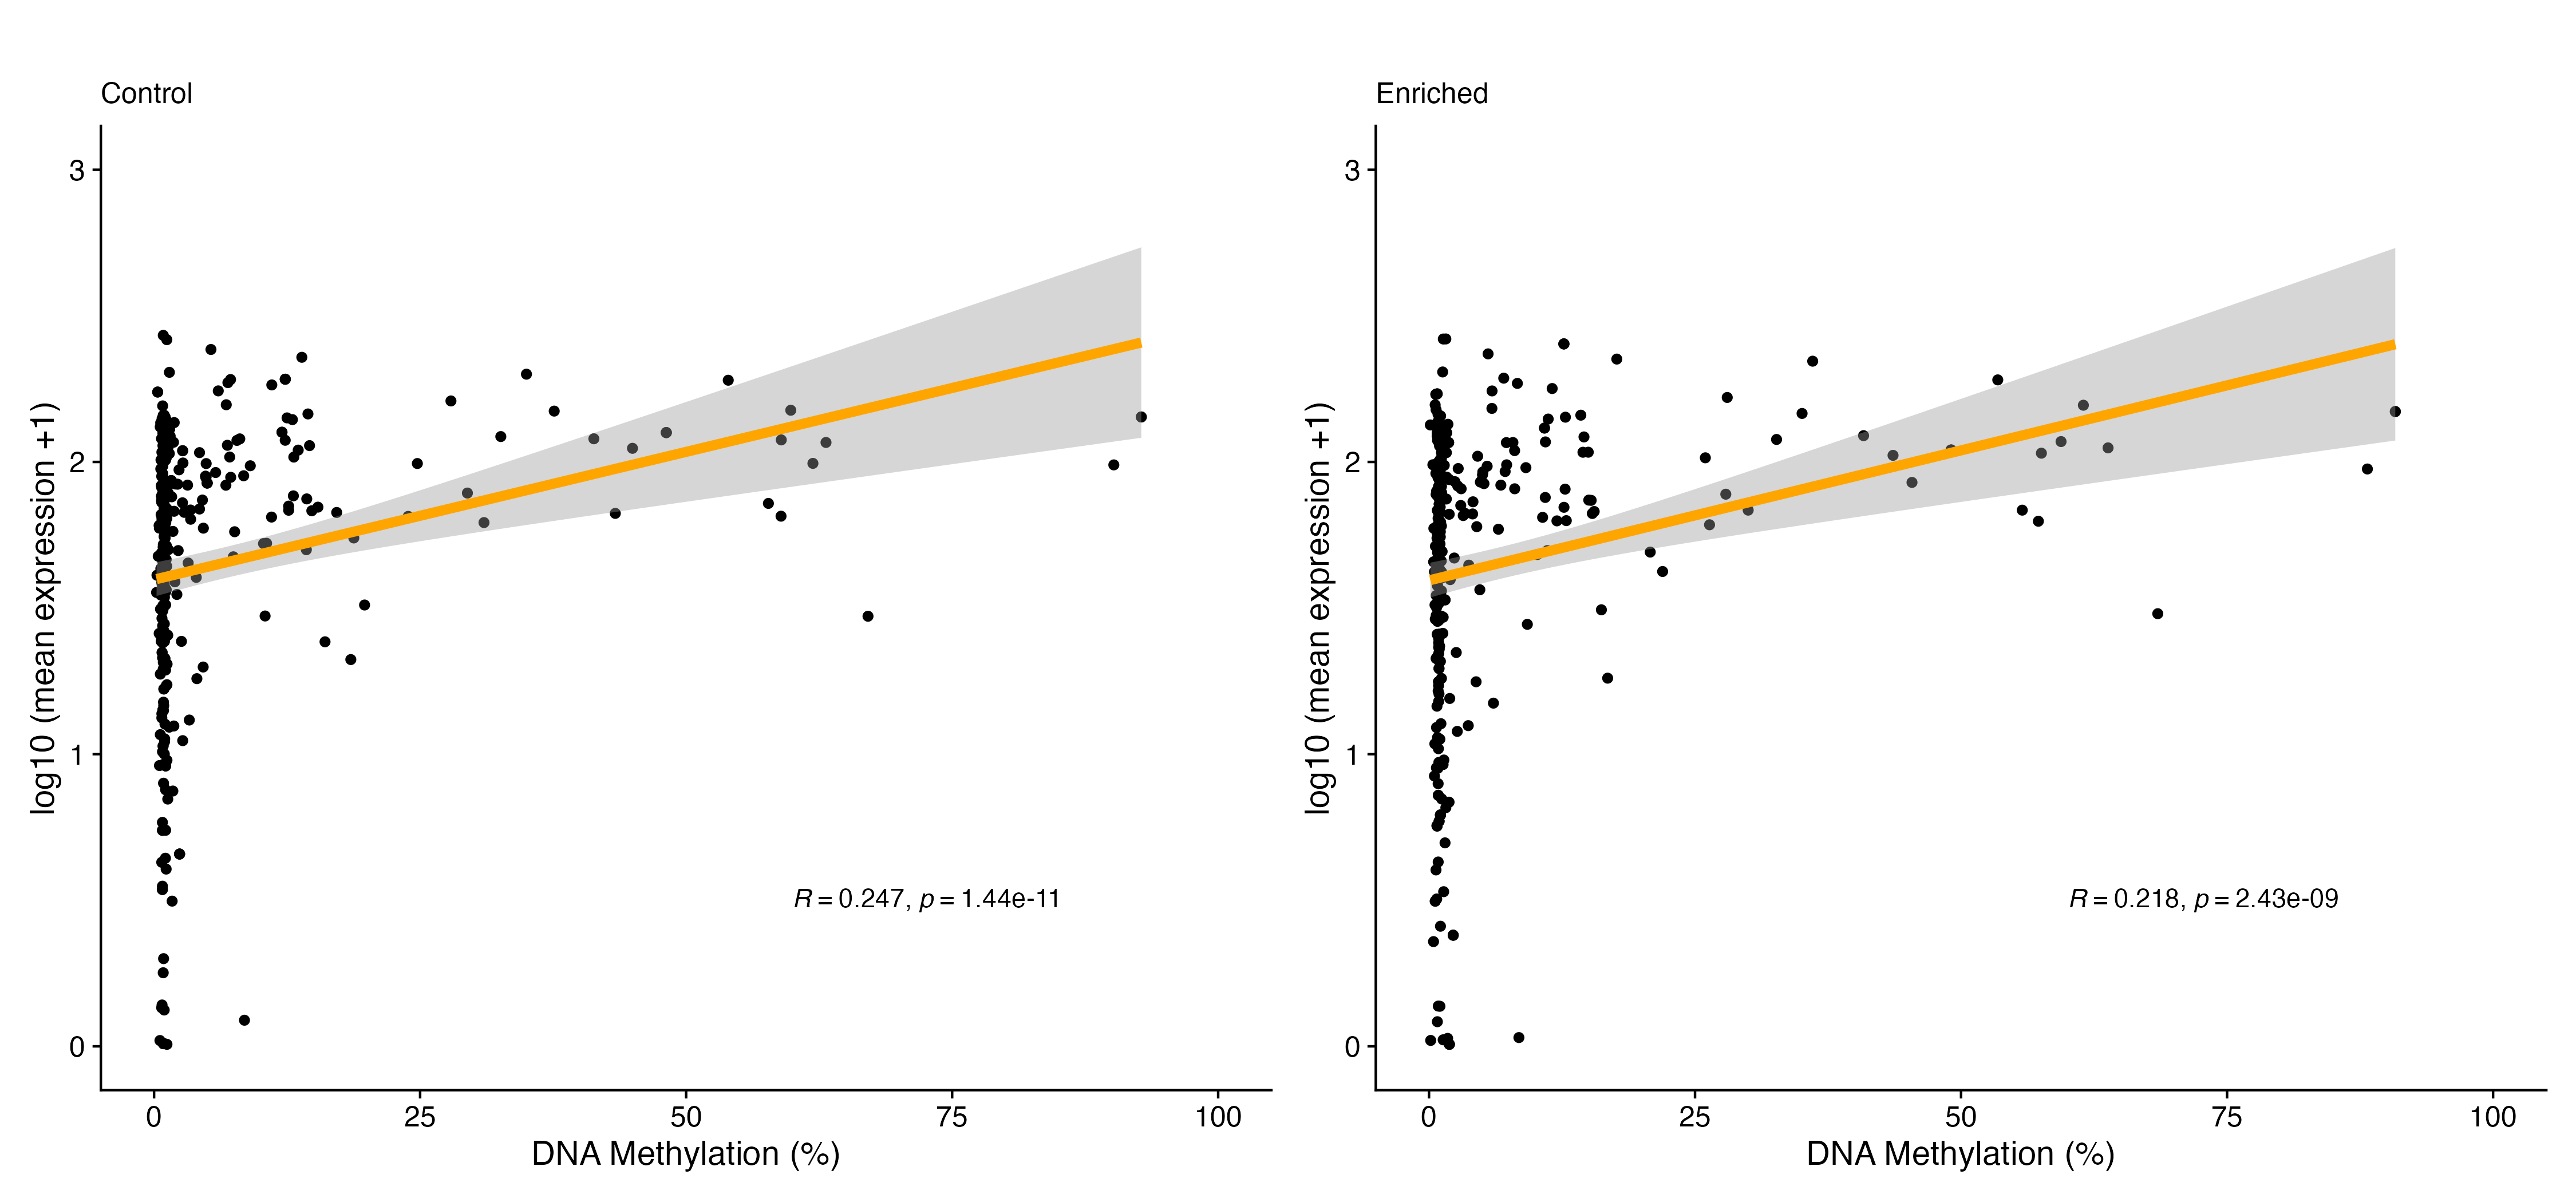 Control
3
2
1
0
log10 (mean expression +1)
R = 0.247, p = 1.44e-11
0 25 50 75 100
DNA Methylation (%)
Enriched
3
2
1
0
log10 (mean expression +1)
R = 0.218, p = 2.43e-09
0 25 50 75 100
DNA Methylation (%)